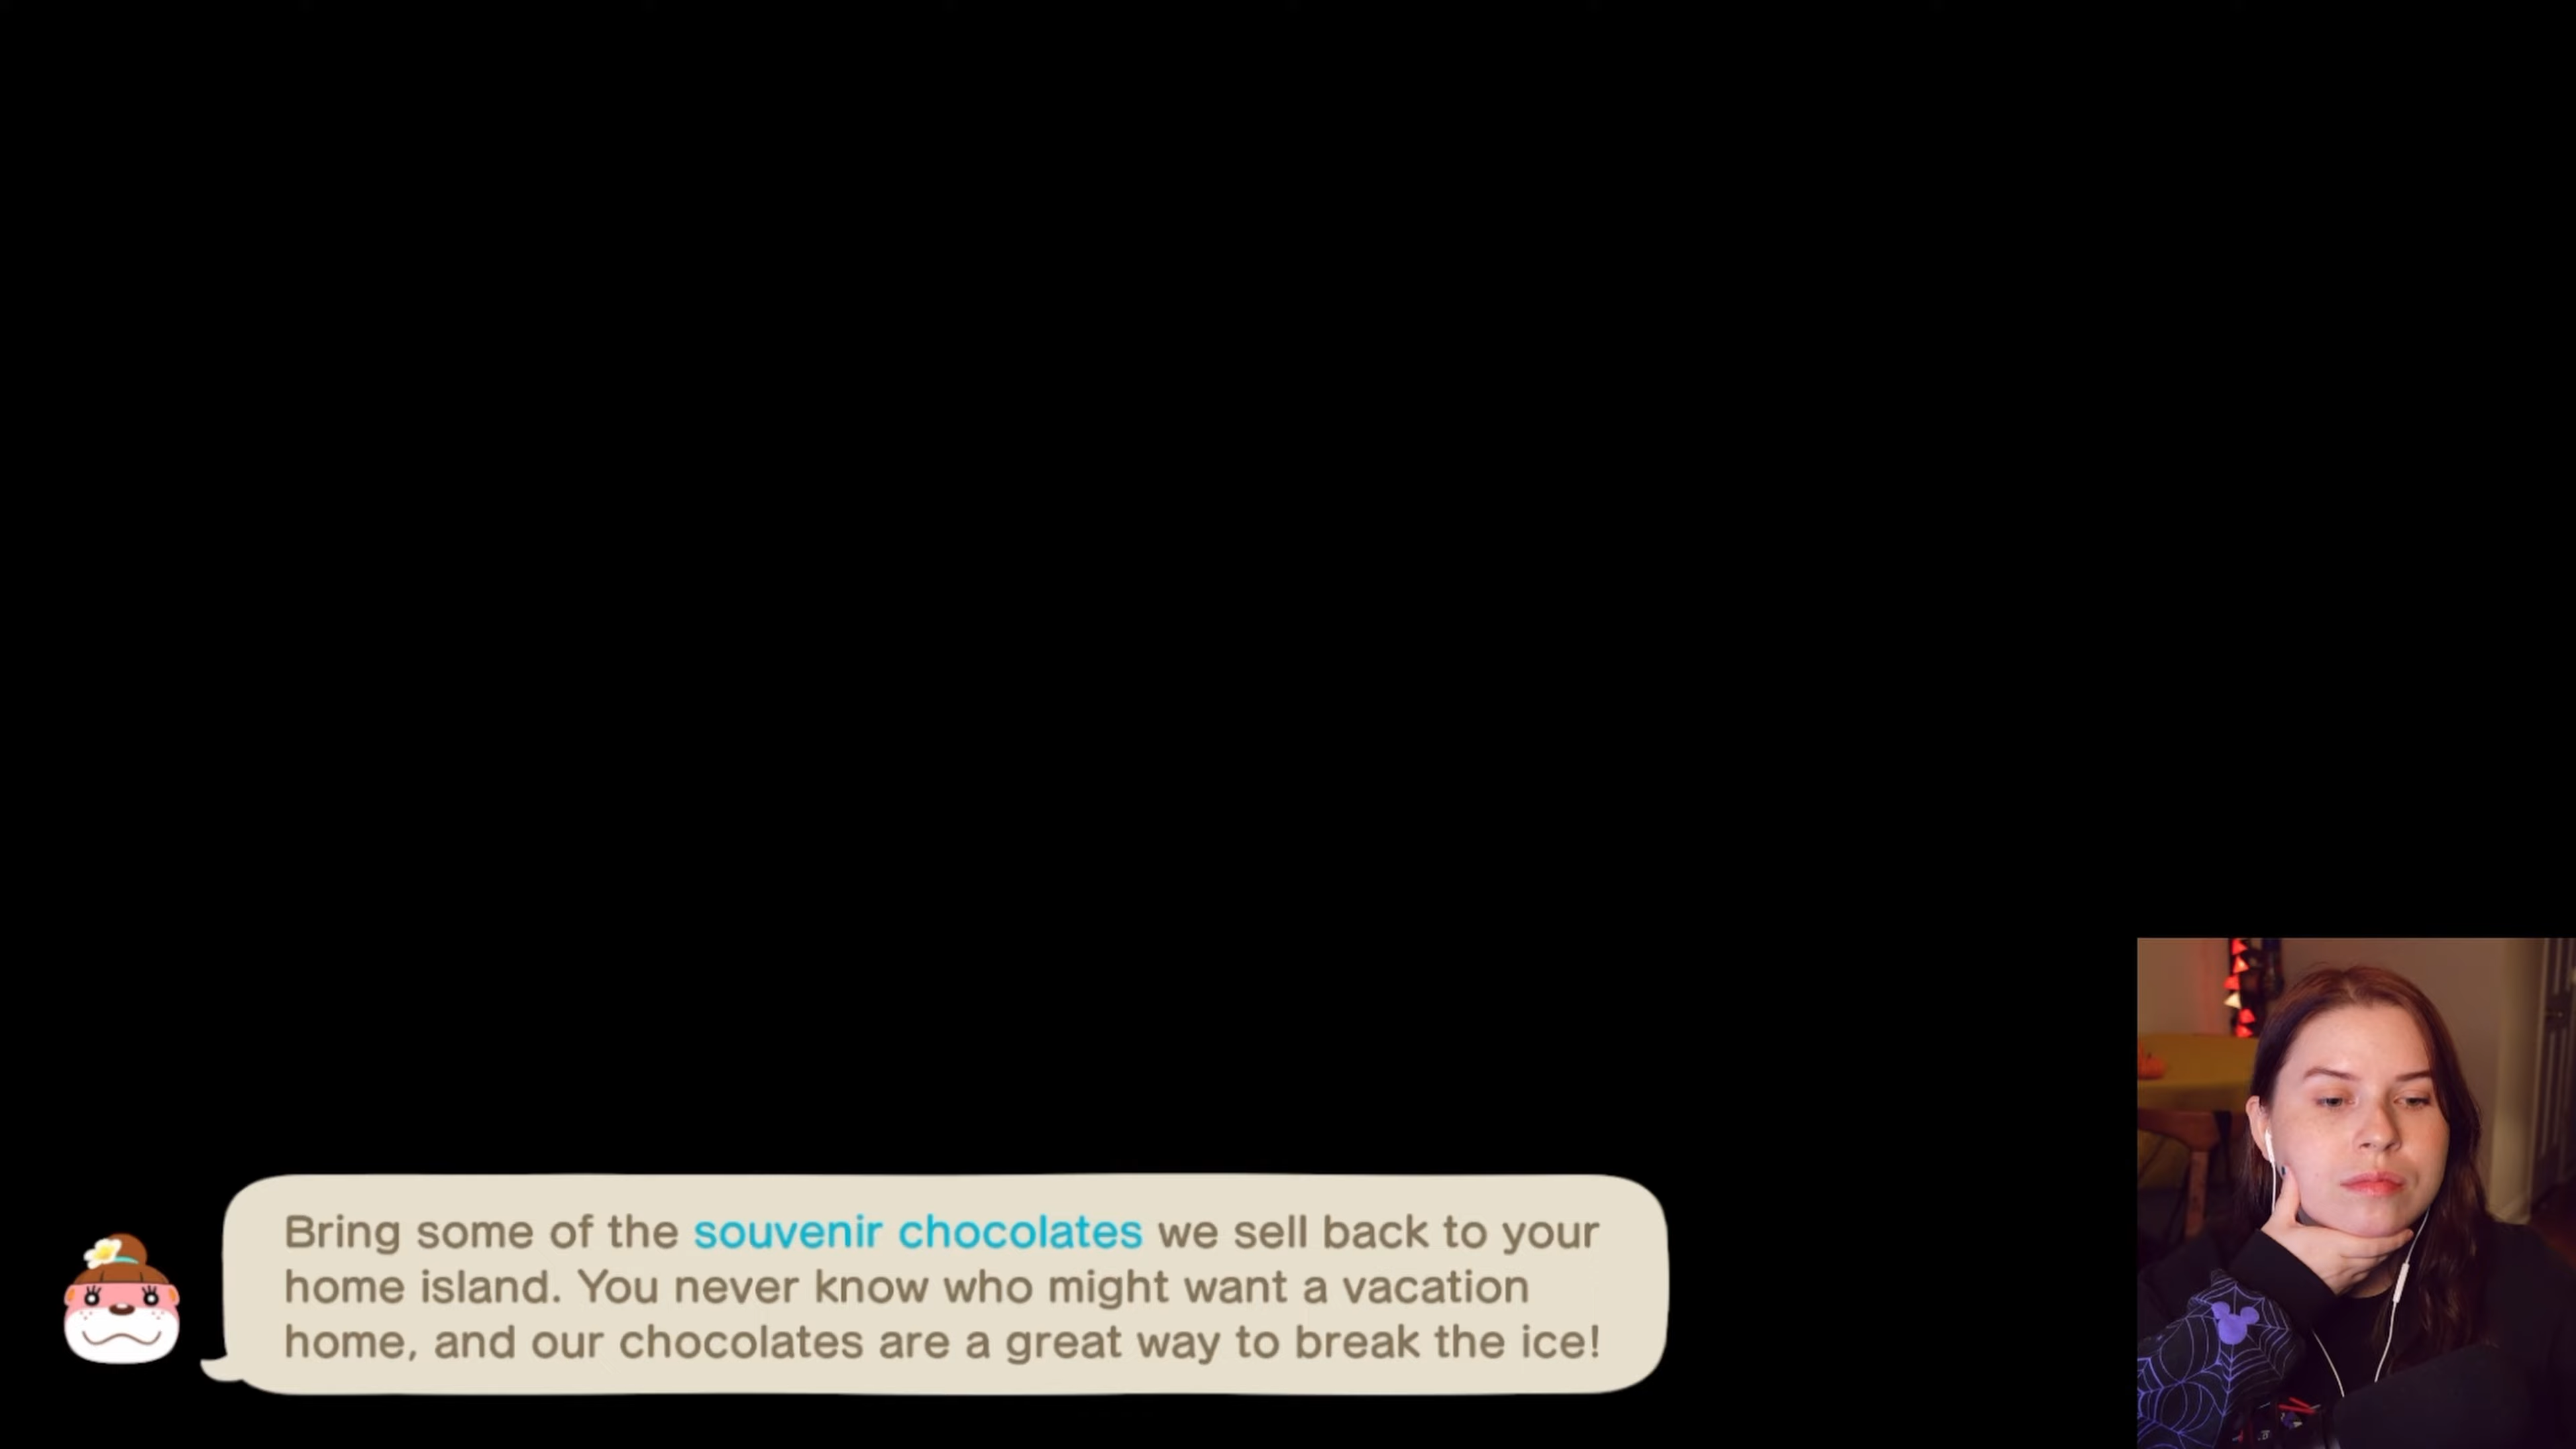 Bring some of the souvenir chocolates we sell back to your
home island. You never know who might want a vacation
home, and our chocolates are a great way to break the ice!